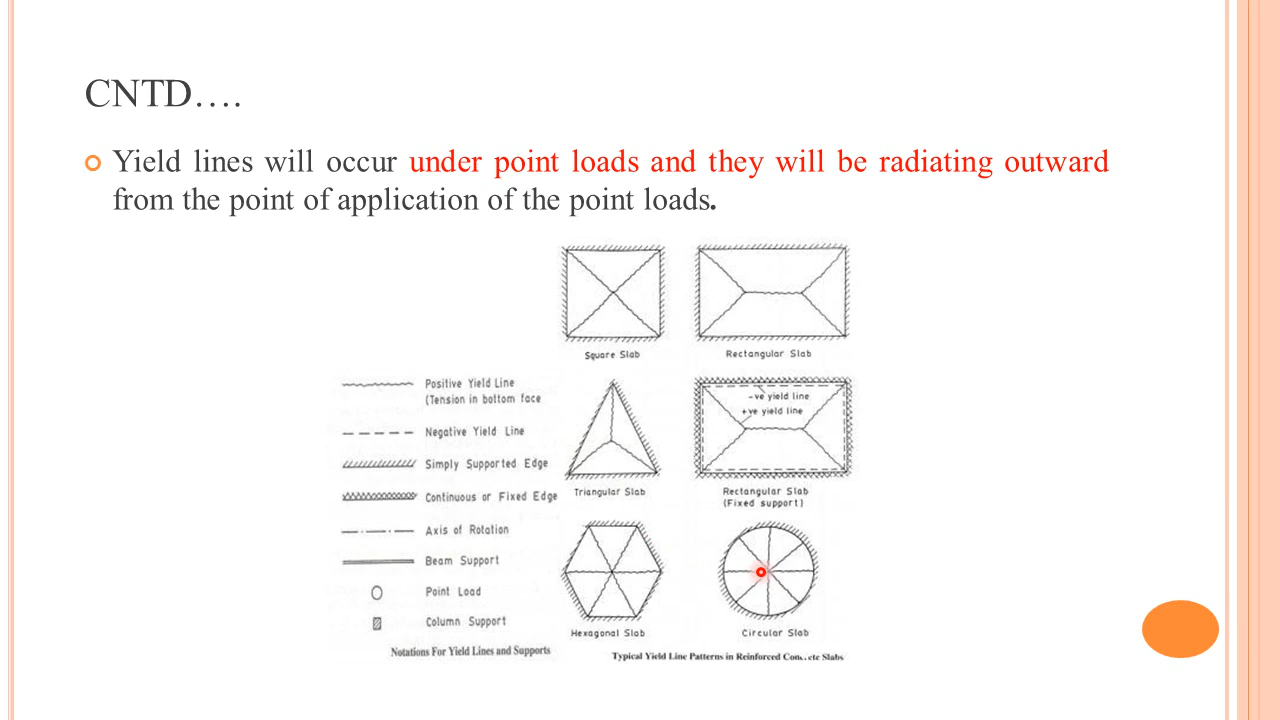 CNTD….
Yield lines will occur under point loads and they will be radiating outward
from the point of application of the point loads.
Square Slab
Rectangular Slab
Positive Yield Line
(Tension in bottom face
Negative Yield Line
Simply Supported Edge
Continuous or Fixed Edge
Axis of Rotation
Beam Support
Point Load
Column Support
Notations For Yield Lines and Supports
-ve yield line
+ve yield line
Triangular Slab
Rectangular Slab
(Fixed support)
Hexagonal Slab
Circular Slab
Typical Yield Line Patterns in Reinforced Concrete Slabs